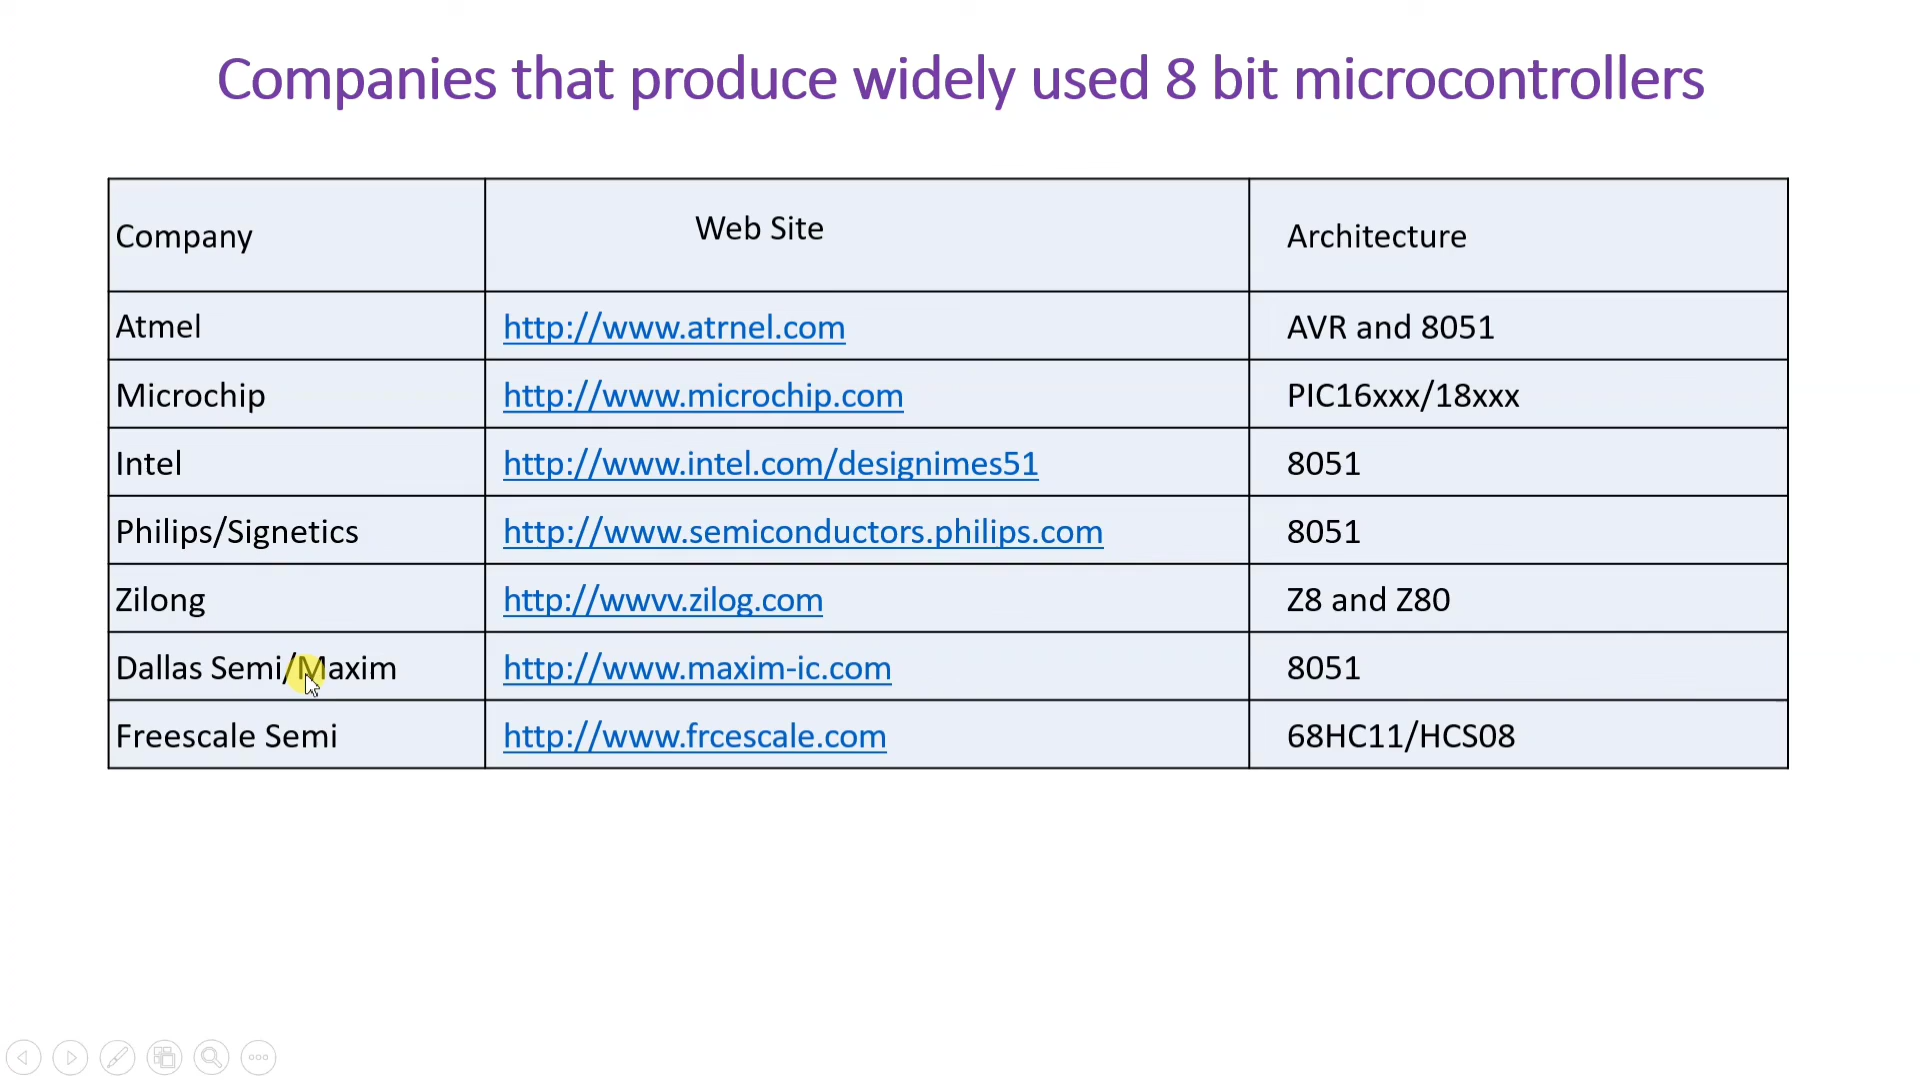 Companies that produce widely used 8 bit microcontrollers
Company Web Site Architecture
Atmel http://www.atrnel.com AVR and 8051
Microchip http://www.microchip.com PIC16xxx/18xxx
Intel http://www.intel.com/designimes51 8051
Philips/Signetics http://www.semiconductors.philips.com 8051
Zilong http://wwvv.zilog.com Z8 and Z80
Dallas Semi/Maxim http://www.maxim-ic.com 8051
Freescale Semi http://www.frcescale.com 68HC11/HCS08